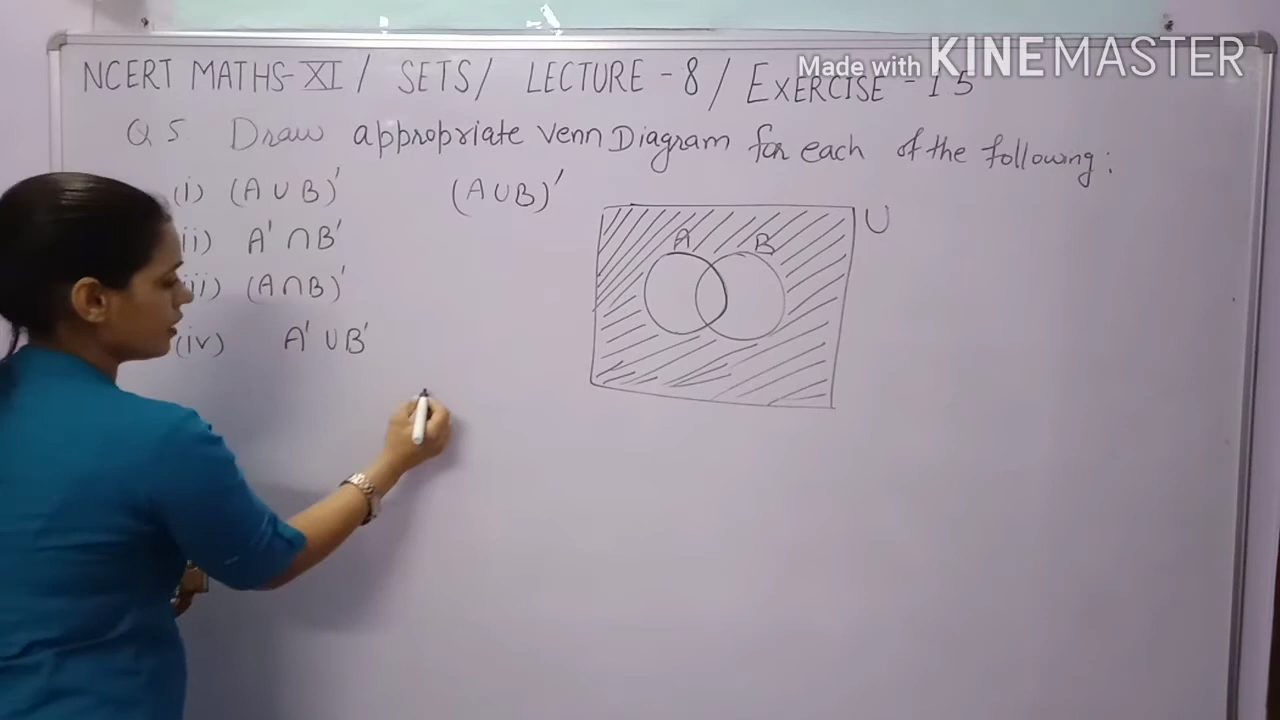 Made with KINEMASTER
NCERT MATHS-XI / SETS / LECTURE - 8 / EXERCISE - 1 5
Q 5. Draw appropriate Venn Diagram for each of the following :
(i) (A ∪ B)' (A∪B)'
ii) A' ∩ B'
iii) (A ∩ B)'
(iv) A' ∪ B'
U
A B